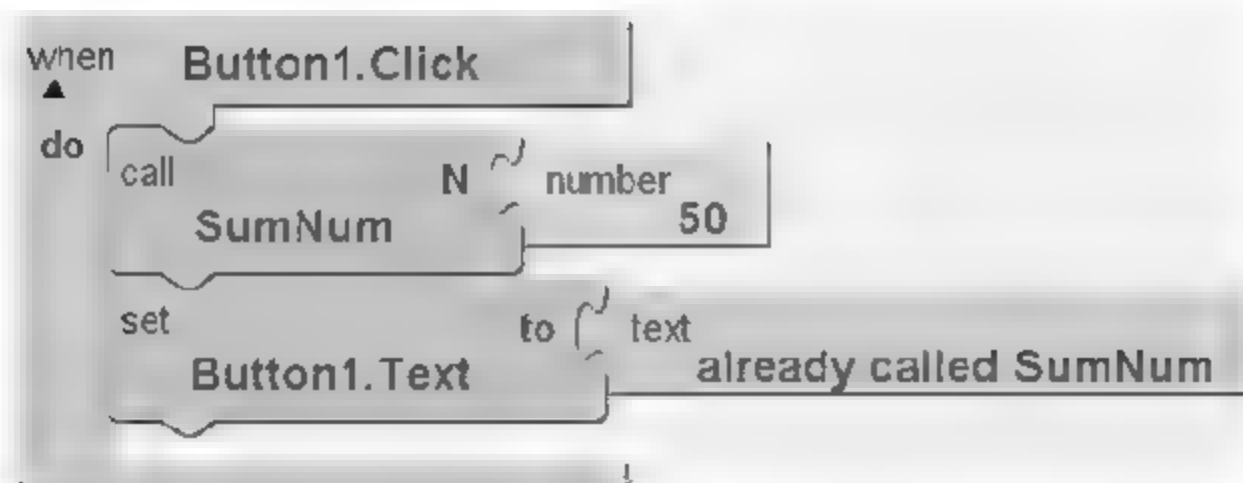 when Button1.Click
do
call N number
SumNum 50
set to text
Button1.Text already called SumNum